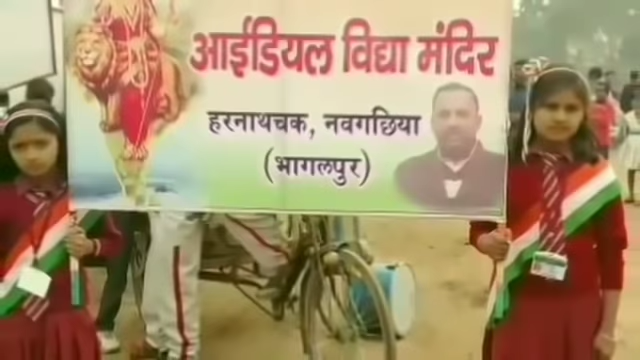 आईडियल विद्या मंदिर
हरनाथचक, नवगछिया
(भागलपुर)